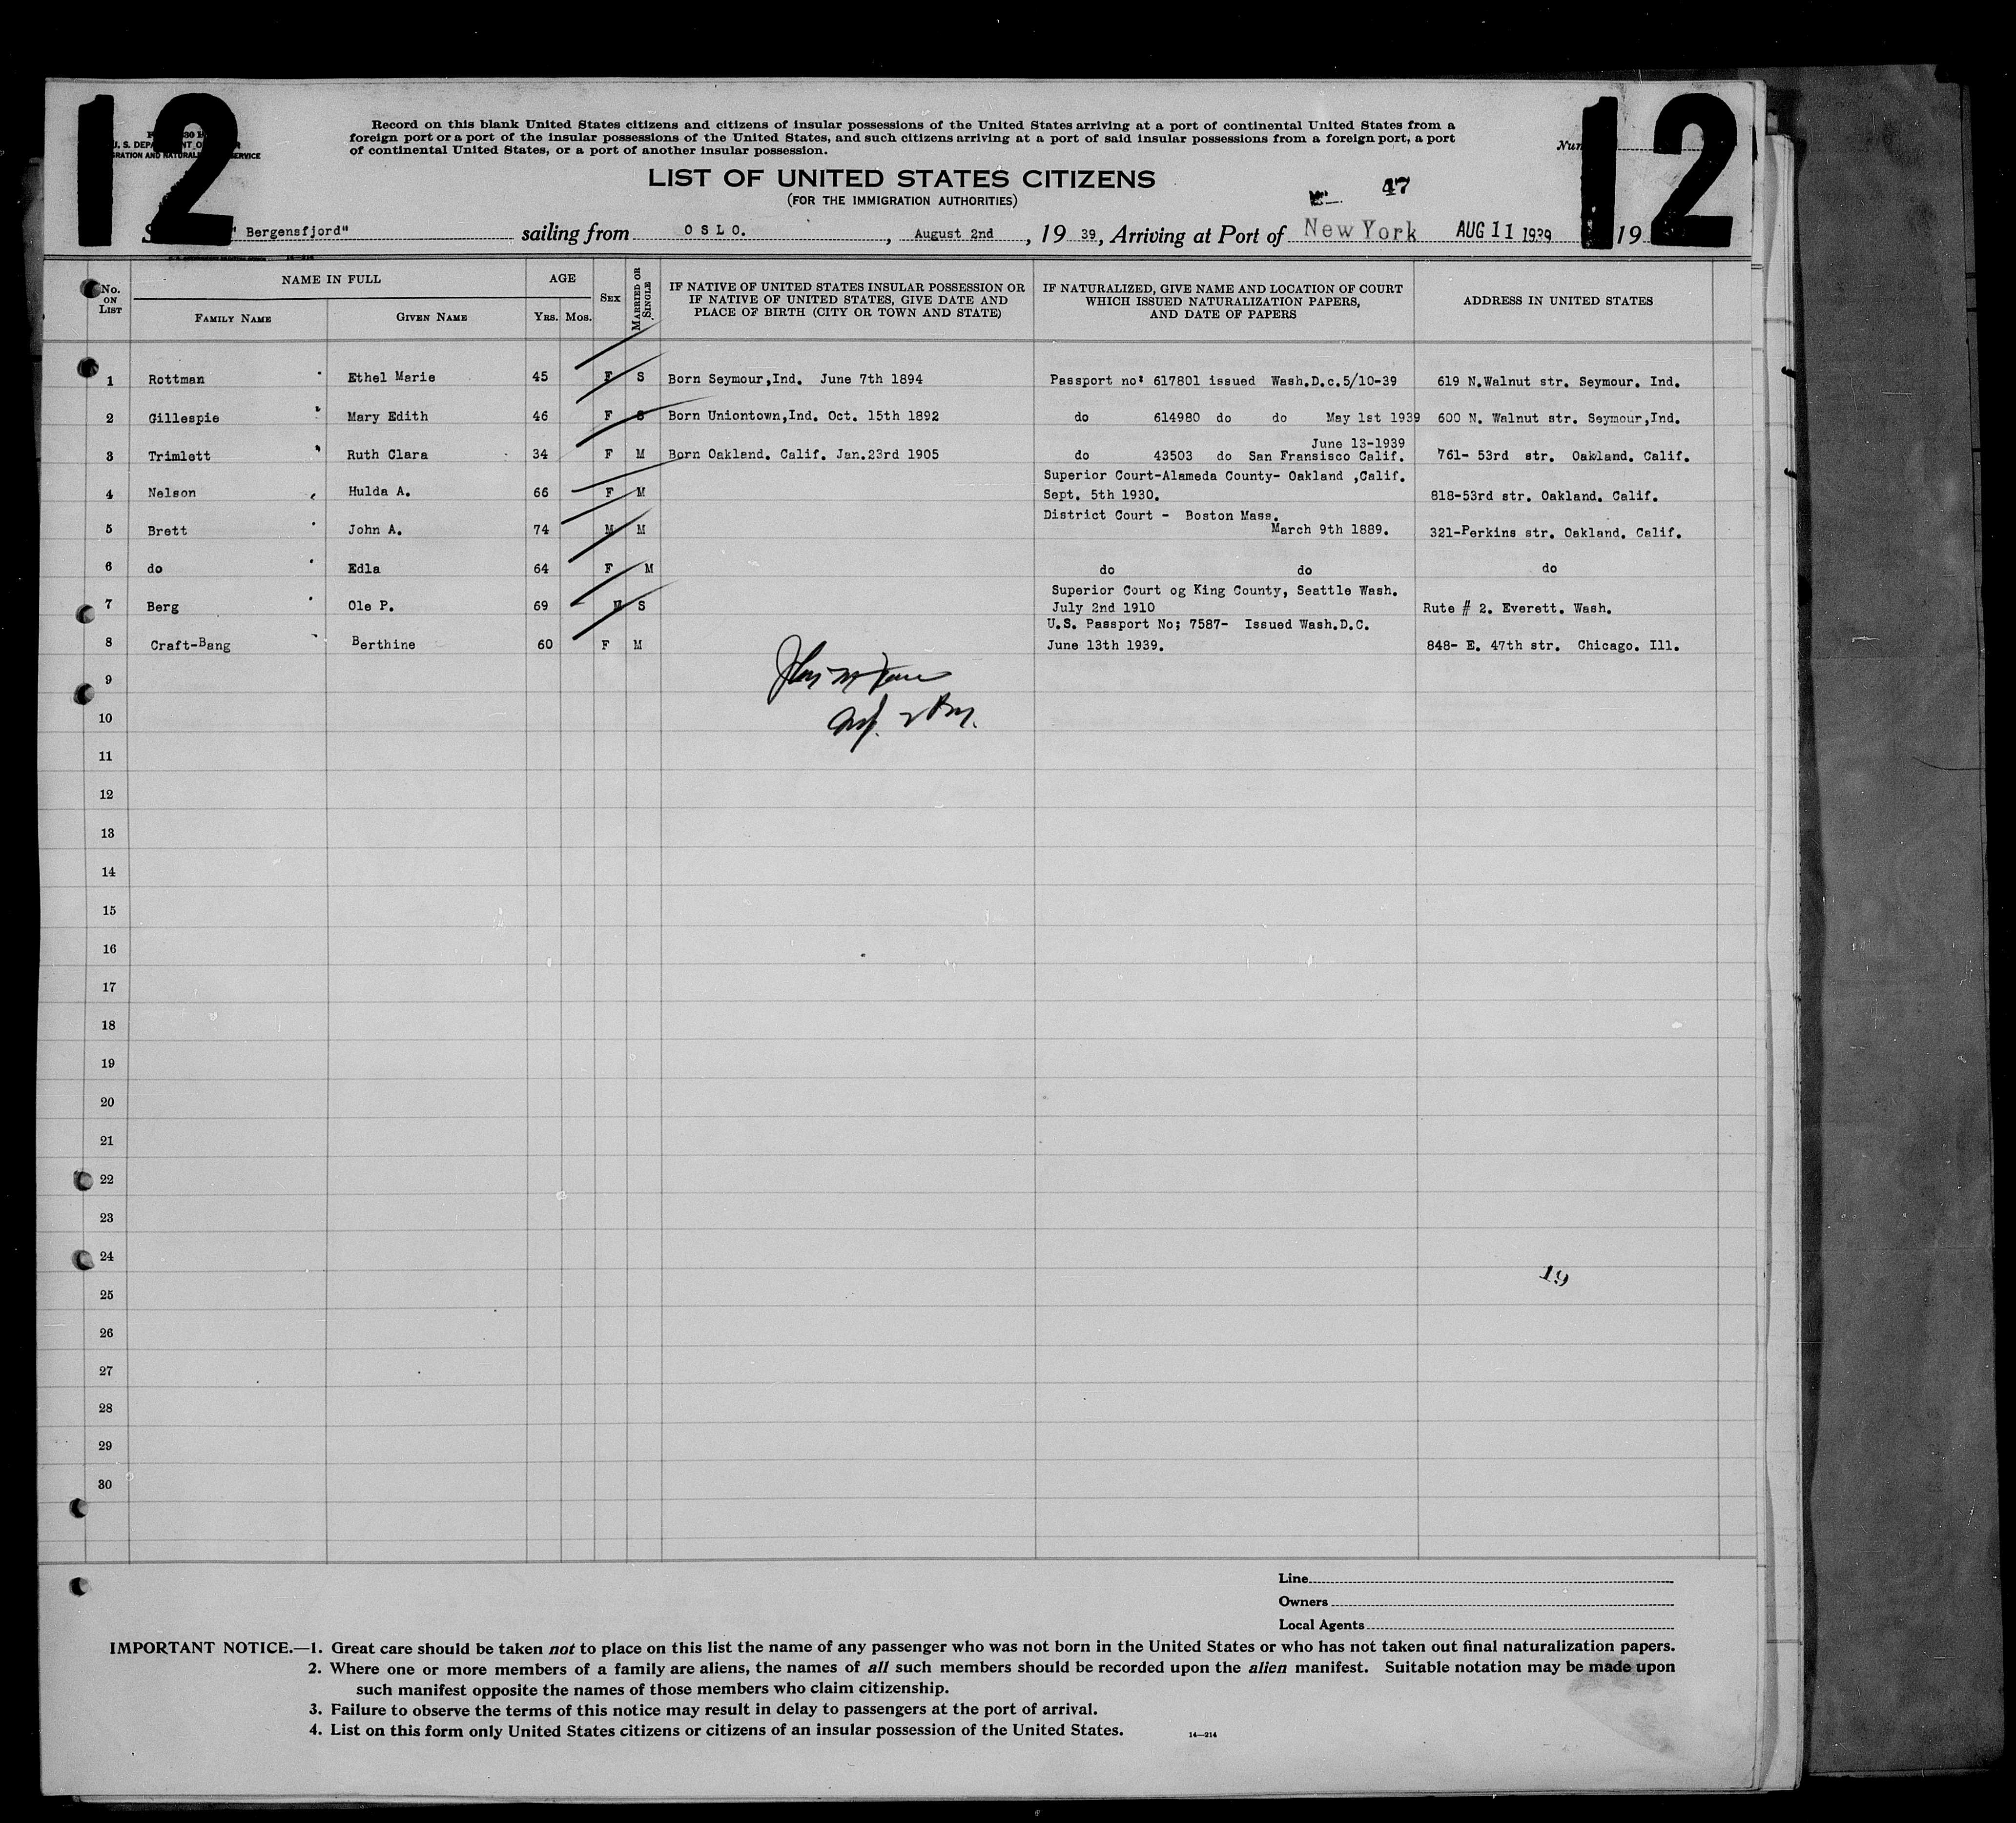 12
12
Record on this blank United States citizens and citizens of insular possessions of the United States arriving at a port of continental United States from a
foreign port or a port of the insular possessions of the United States, and such citizens arriving at a port of said insular possessions from a foreign port, a port
of continental United States, or a port of another insular possession.
LIST OF UNITED STATES CITIZENS
(FOR THE IMMIGRATION AUTHORITIES)
47
"Bergensfjord" sailing from OSLO. , August 2nd , 19 39, Arriving at Port of New York AUG 11 1939 19
No. ON LIST
NAME IN FULL
FAMILY NAME GIVEN NAME
AGE
YRS. MOS.
SEX
MARRIED OR SINGLE
IF NATIVE OF UNITED STATES INSULAR POSSESSION OR
IF NATIVE OF UNITED STATES, GIVE DATE AND
PLACE OF BIRTH (CITY OR TOWN AND STATE)
IF NATURALIZED, GIVE NAME AND LOCATION OF COURT
WHICH ISSUED NATURALIZATION PAPERS,
AND DATE OF PAPERS
ADDRESS IN UNITED STATES
1 Rottman Ethel Marie 45 F S Born Seymour,Ind. June 7th 1894 Passport no: 617801 issued Wash.D.c.5/10-39 619 N.Walnut str. Seymour. Ind.
2 Gillespie Mary Edith 46 F S Born Uniontown,Ind. Oct. 15th 1892 do 614980 do do May 1st 1939 600 N. Walnut str. Seymour,Ind.
June 13-1939
3 Trimlett Ruth Clara 34 F M Born Oakland. Calif. Jan.23rd 1905 do 43503 do San Fransisco Calif. 761- 53rd str. Oakland. Calif.
Superior Court-Alameda County- Oakland ,Calif.
4 Nelson Hulda A. 66 F M Sept. 5th 1930. 818-53rd str. Oakland. Calif.
District Court - Boston Mass.
5 Brett John A. 74 M M March 9th 1889. 321-Perkins str. Oakland. Calif.
6 do Edla 64 F M do do do
Superior Court og King County, Seattle Wash.
7 Berg Ole P. 69 M S July 2nd 1910 Rute # 2. Everett. Wash.
U.S. Passport No; 7587- Issued Wash.D.C.
8 Craft-Bang Berthine 60 F M June 13th 1939. 848- E. 47th str. Chicago. Ill.
9
10
11
12
13
14
15
16
17
18
19
20
21
22
23
24
19
25
26
27
28
29
30
Line
Owners
Local Agents
IMPORTANT NOTICE.—1. Great care should be taken not to place on this list the name of any passenger who was not born in the United States or who has not taken out final naturalization papers.
2. Where one or more members of a family are aliens, the names of all such members should be recorded upon the alien manifest. Suitable notation may be made upon
such manifest opposite the names of those members who claim citizenship.
3. Failure to observe the terms of this notice may result in delay to passengers at the port of arrival.
4. List on this form only United States citizens or citizens of an insular possession of the United States.
14—214